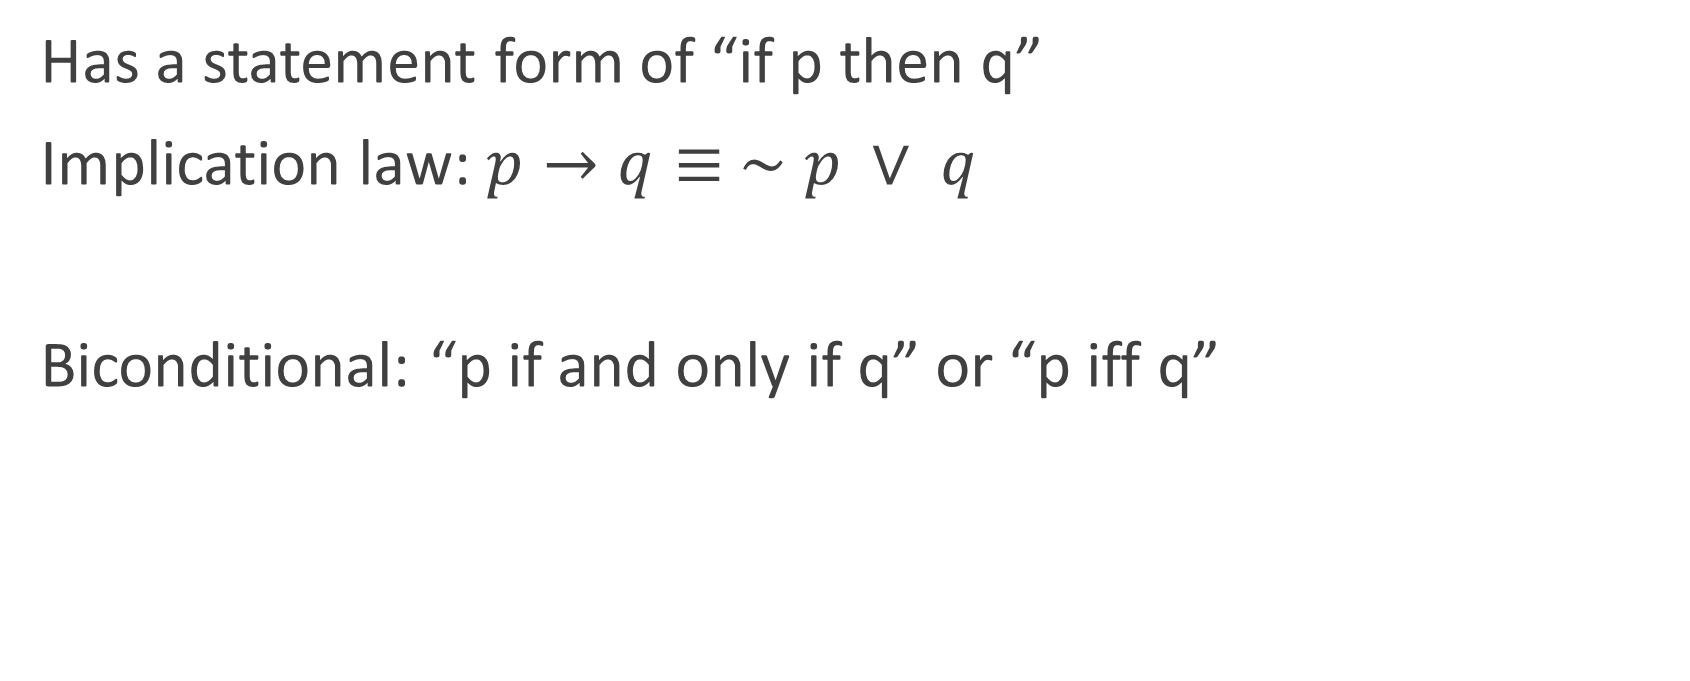 Has a statement form of “if p then q”
Implication law: p → q ≡ ~ p ∨ q
Biconditional: “p if and only if q” or “p iff q”